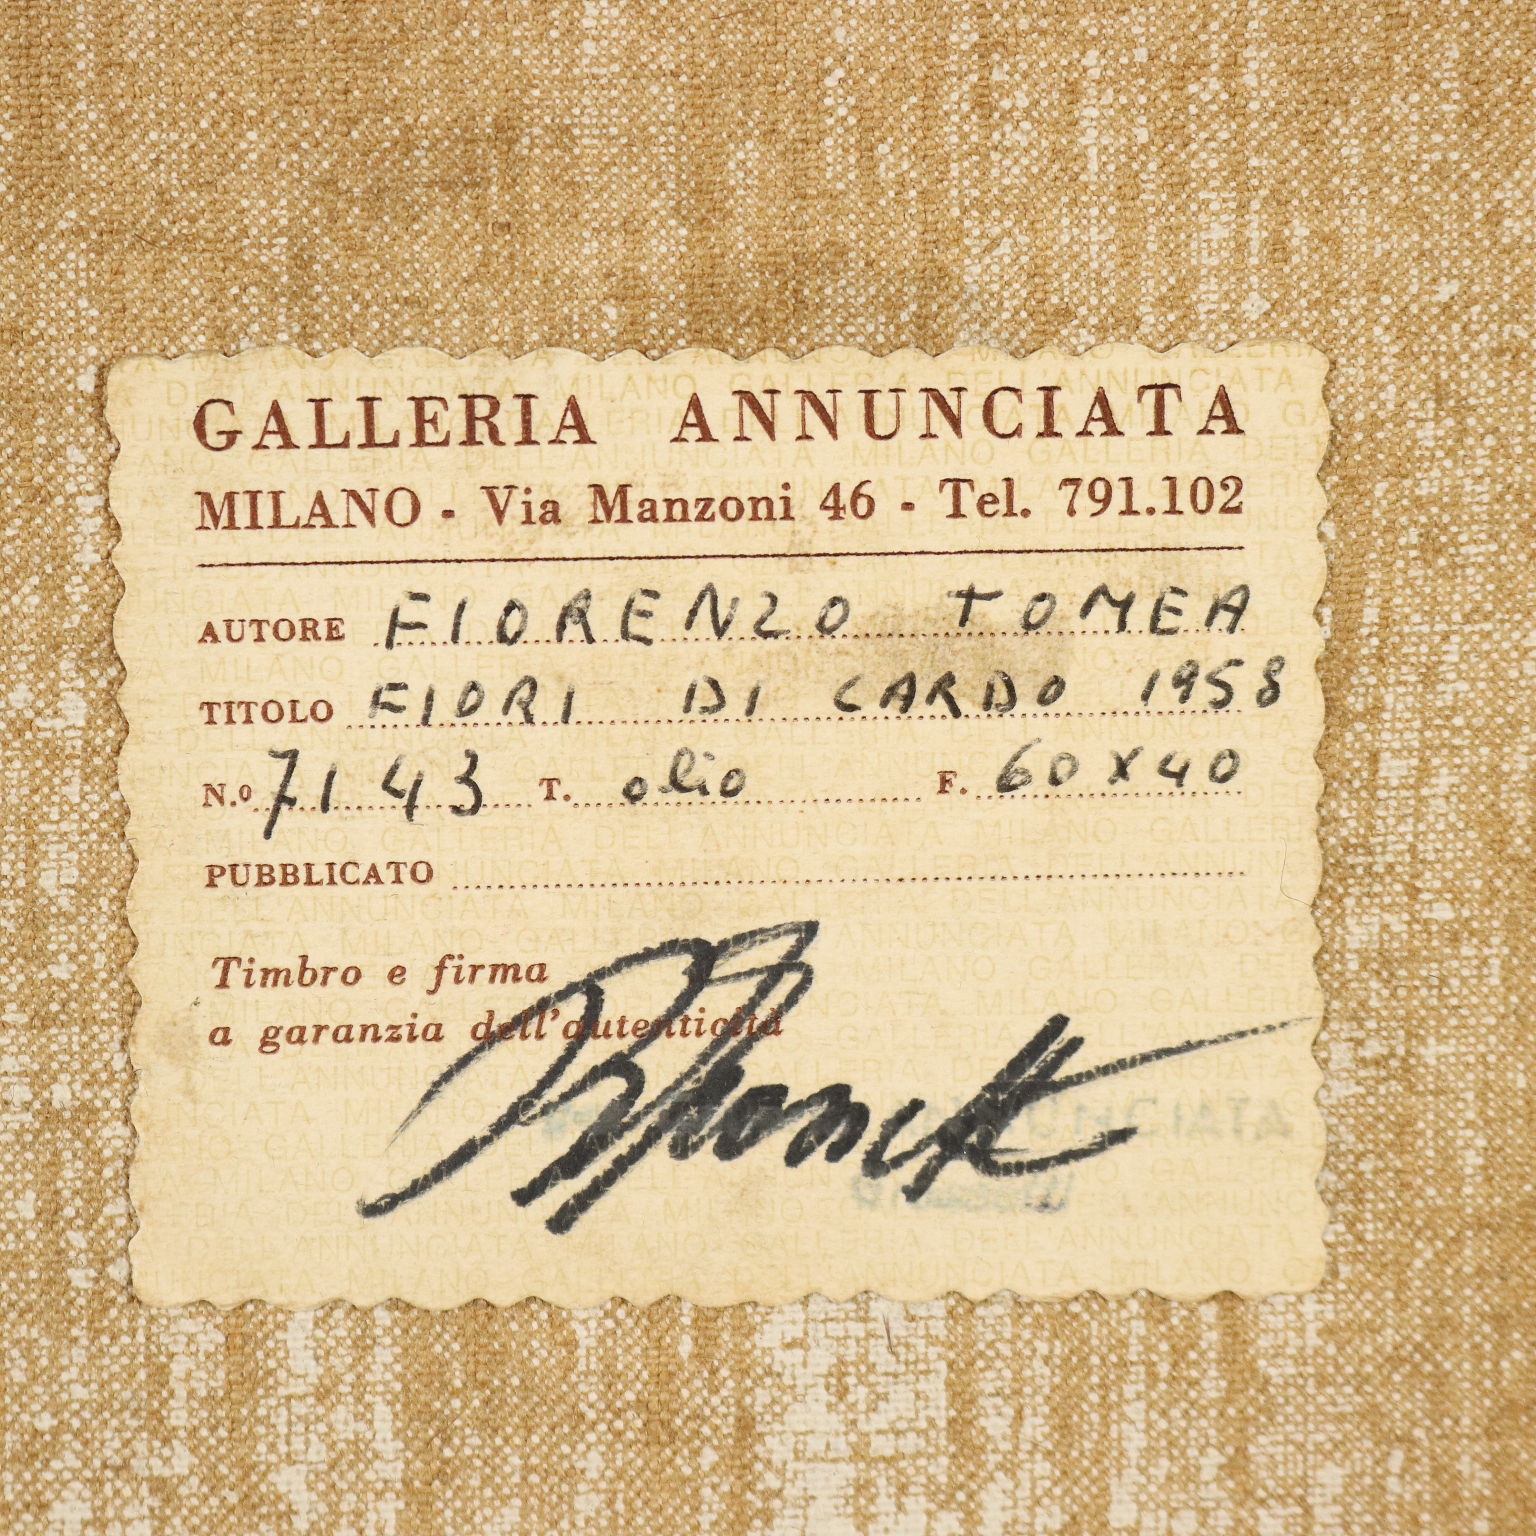 GALLERIA ANNUNCIATA
MILANO - Via Manzoni 46 - Tel. 791.102
AUTORE FIORENZO TOMEA
TITOLO FIORI DI CARDO 1958
N.º 7143 T. olio F. 60x40
PUBBLICATO
Timbro e firma
a garanzia dell'autenticità